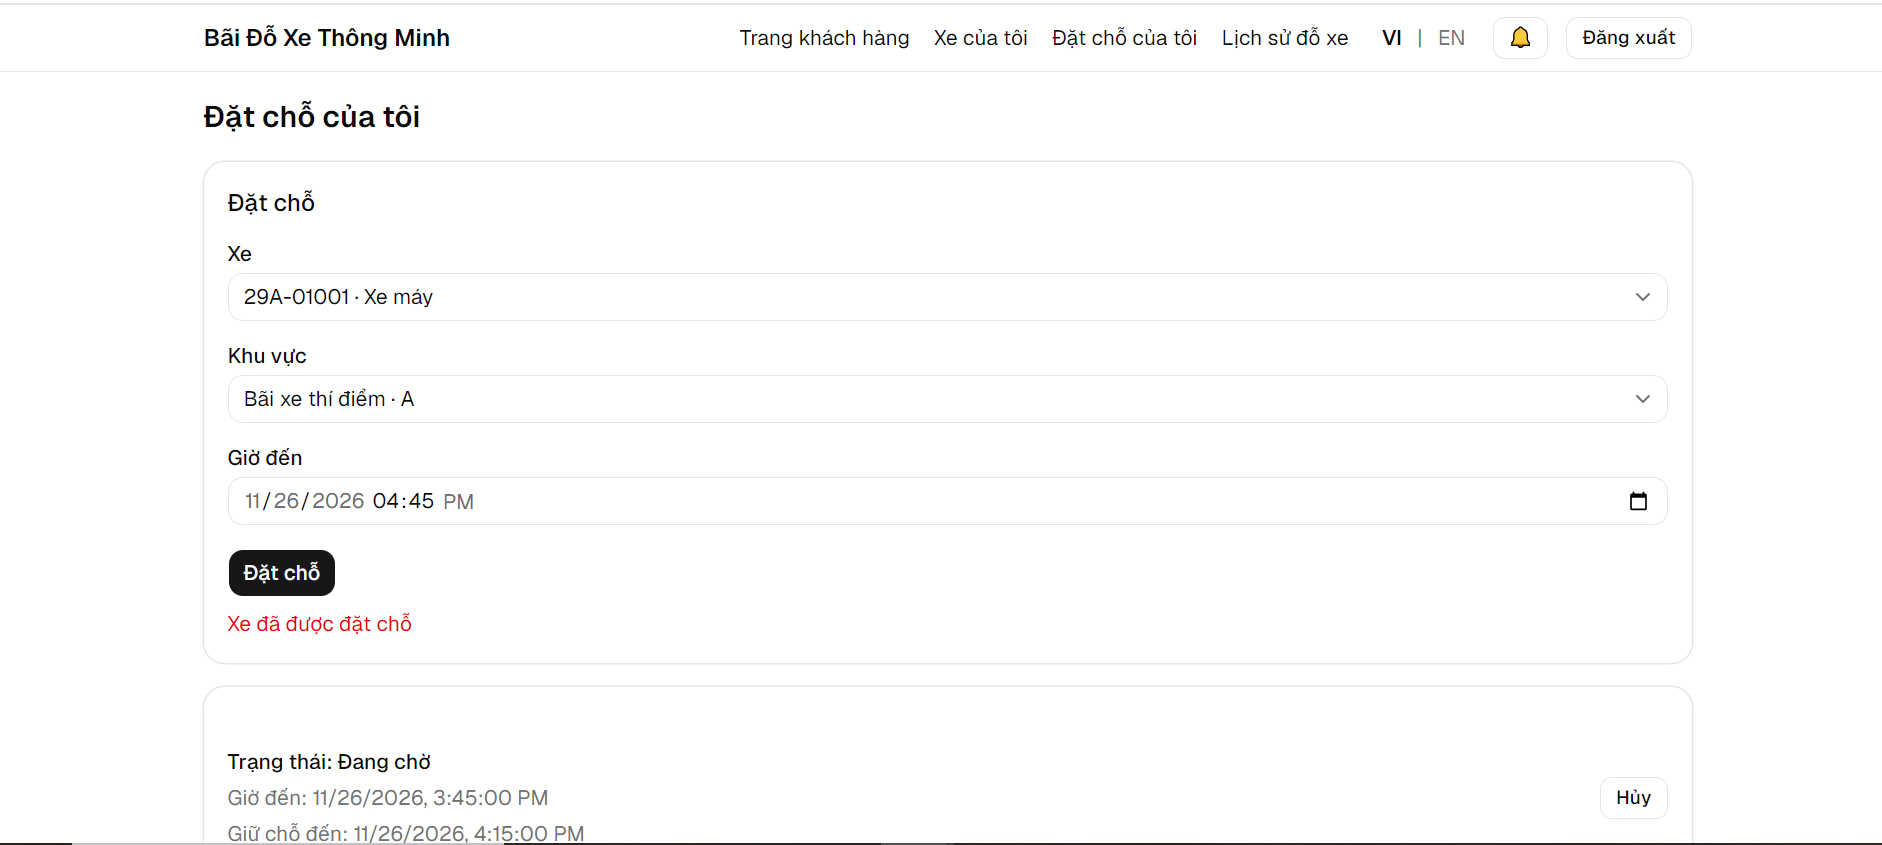 Bãi Đỗ Xe Thông Minh
Trang khách hàng Xe của tôi Đặt chỗ của tôi Lịch sử đỗ xe VI | EN Đăng xuất
Đặt chỗ của tôi
Đặt chỗ
Xe
29A-01001 · Xe máy
Khu vực
Bãi xe thí điểm · A
Giờ đến
11/26/2026 04:45 PM
Đặt chỗ
Xe đã được đặt chỗ
Trạng thái: Đang chờ
Giờ đến: 11/26/2026, 3:45:00 PM
Hủy
Giữ chỗ đến: 11/26/2026, 4:15:00 PM